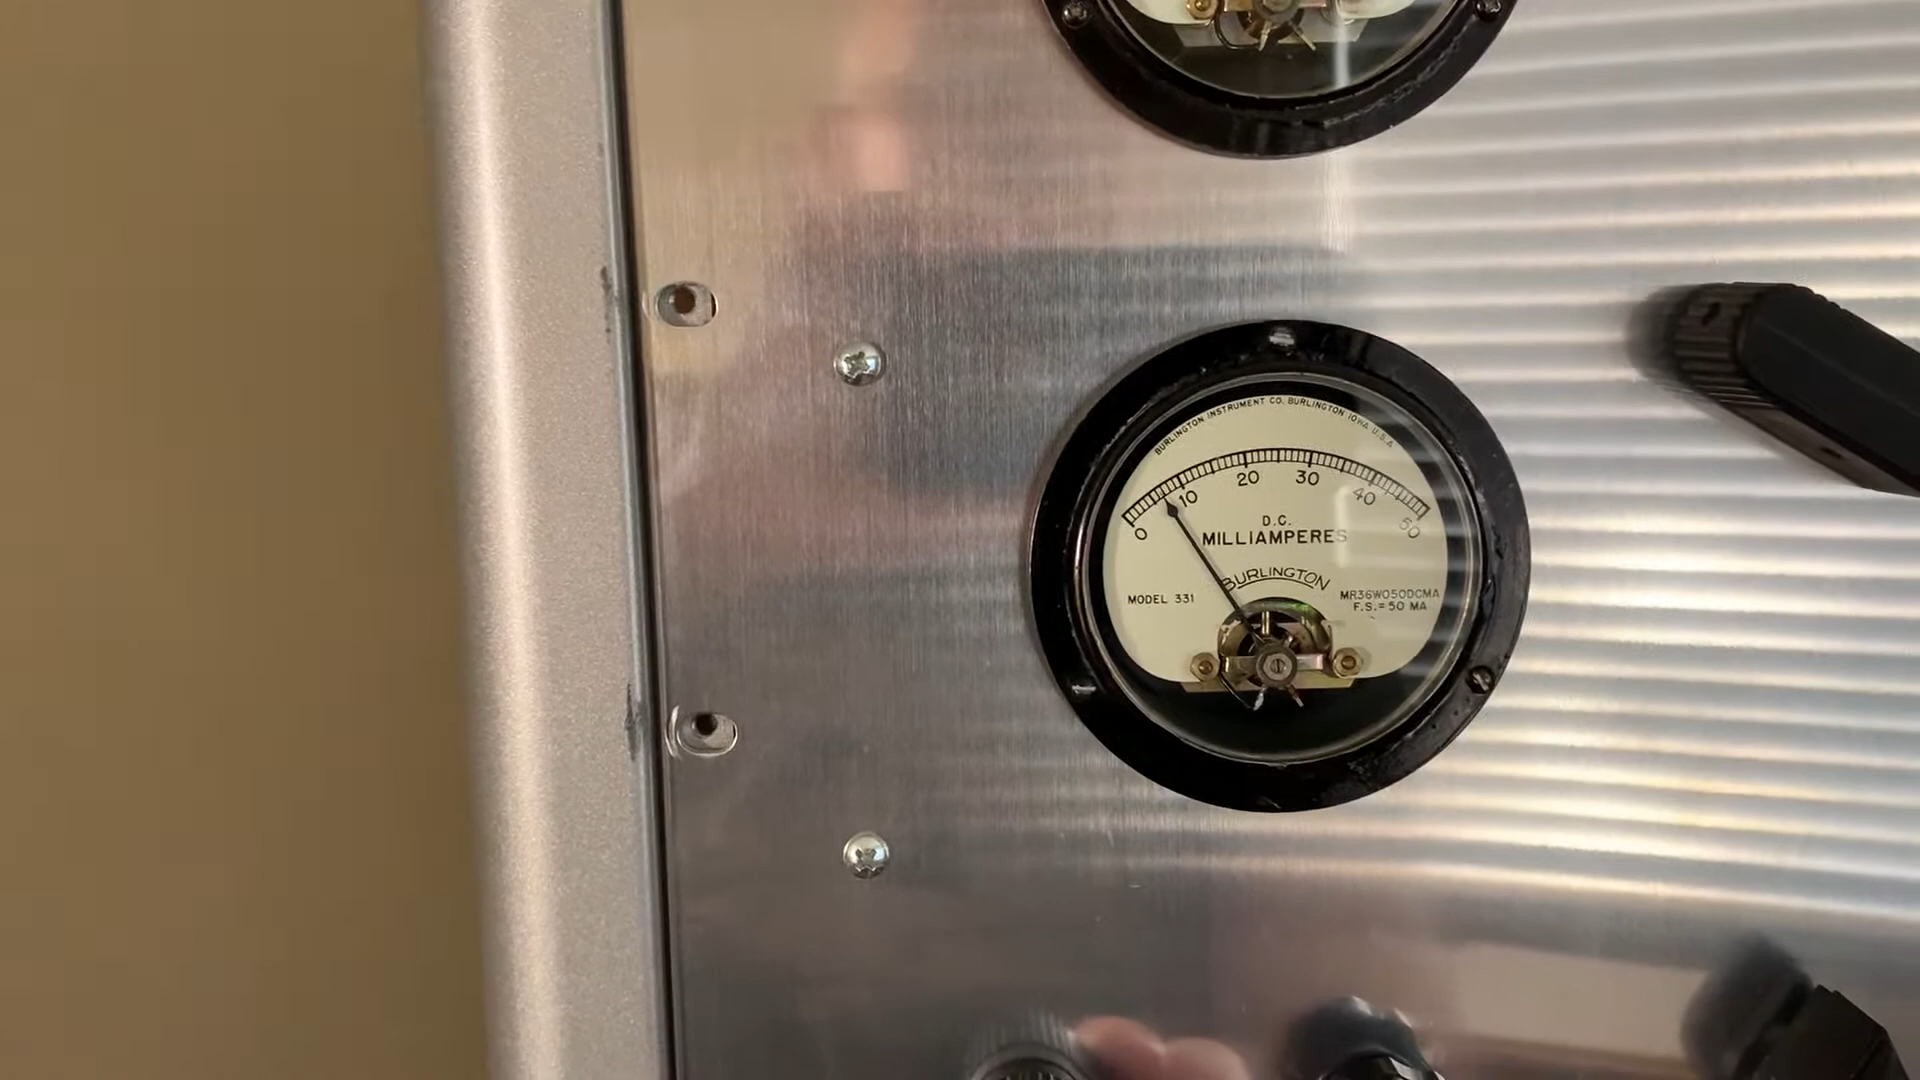 BURLINGTON INSTRUMENT CO. BURLINGTON IOWA U.S.A
0 10 20 30 40 50
D.C.
MILLIAMPERES
BURLINGTON
MODEL 331
MR36W050DCMA
F.S.= 50 MA